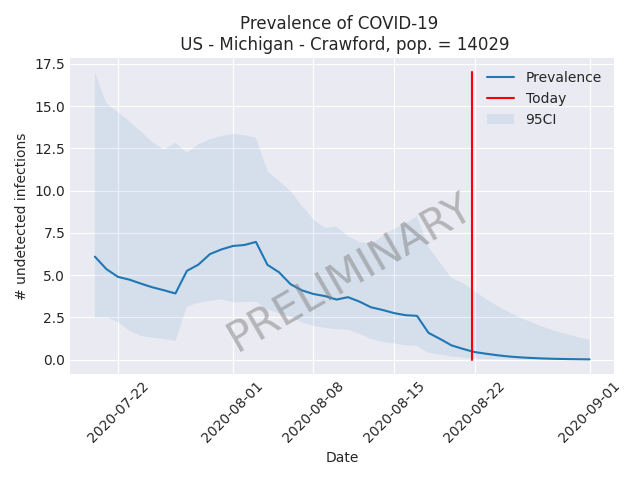 Prevalence of COVID-19
US - Michigan - Crawford, pop. = 14029
17.5
15.0
12.5
10.0
7.5
5.0
2.5
0.0
# undetected infections
Prevalence
Today
95CI
PRELIMINARY
2020-07-22
2020-08-01
2020-08-08
2020-08-15
2020-08-22
2020-09-01
Date